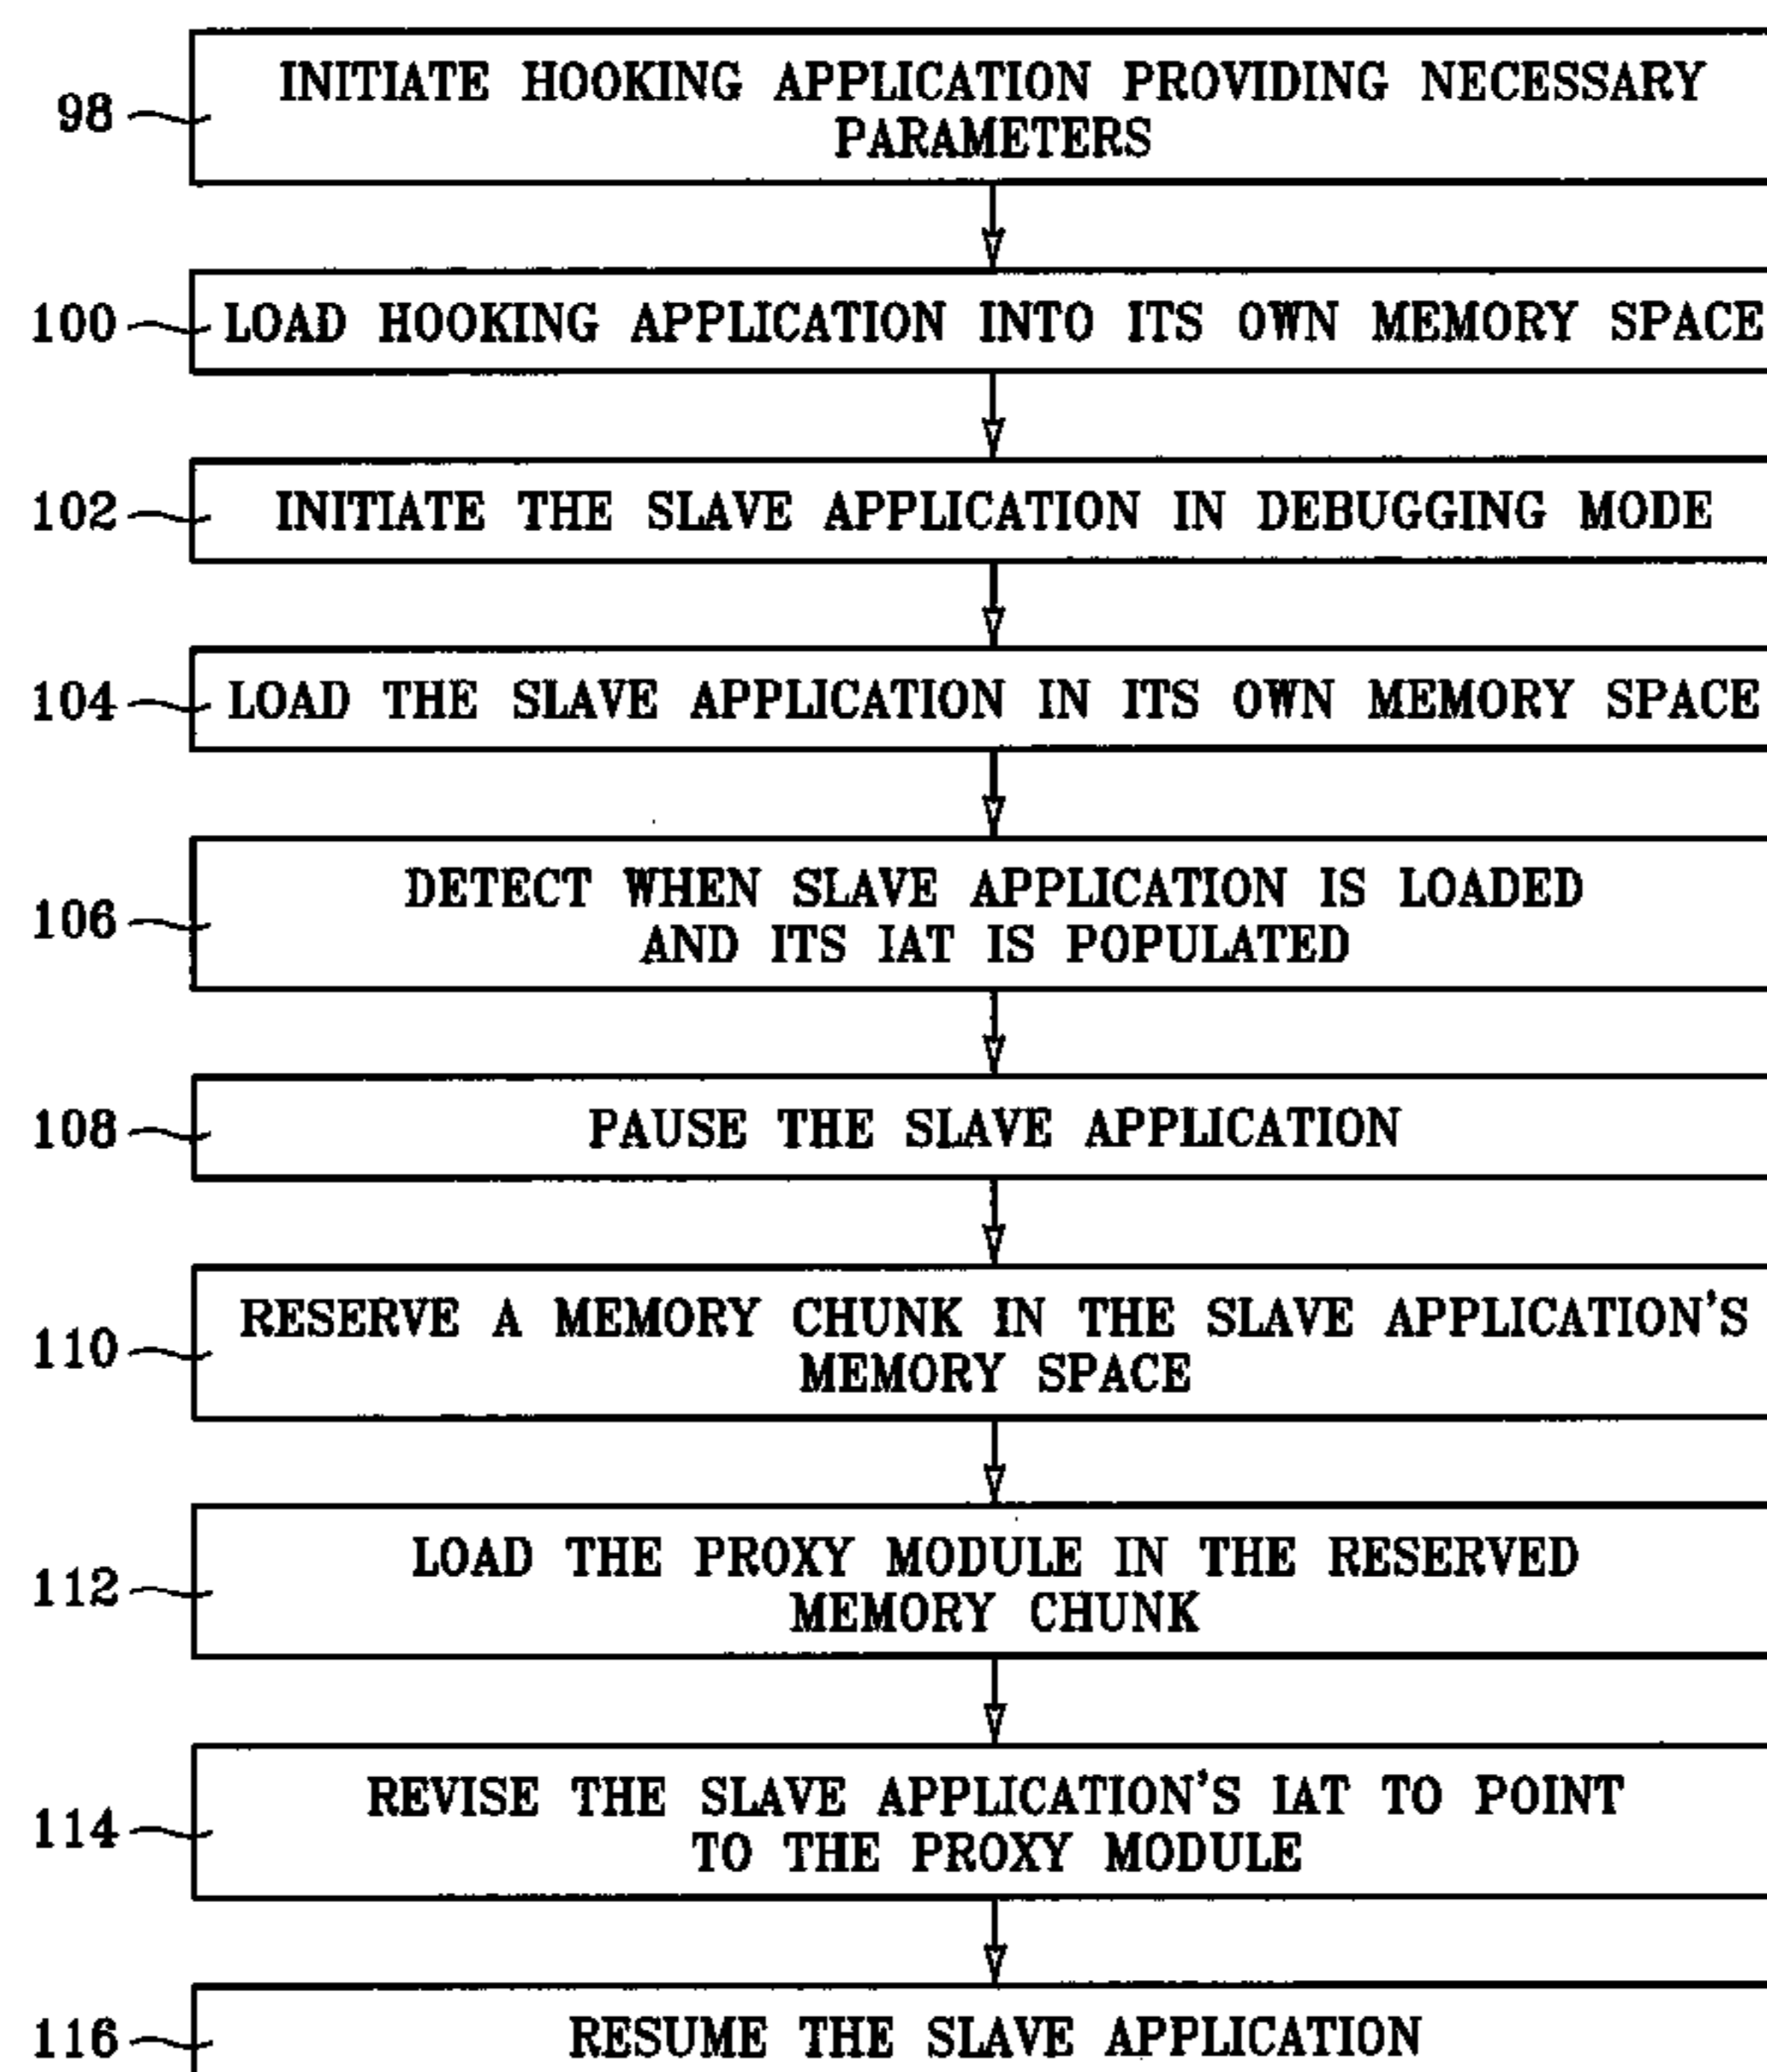 98
INITIATE HOOKING APPLICATION PROVIDING NECESSARY
PARAMETERS
100
LOAD HOOKING APPLICATION INTO ITS OWN MEMORY SPACE
102
INITIATE THE SLAVE APPLICATION IN DEBUGGING MODE
104
LOAD THE SLAVE APPLICATION IN ITS OWN MEMORY SPACE
106
DETECT WHEN SLAVE APPLICATION IS LOADED
AND ITS IAT IS POPULATED
108
PAUSE THE SLAVE APPLICATION
110
RESERVE A MEMORY CHUNK IN THE SLAVE APPLICATION'S
MEMORY SPACE
112
LOAD THE PROXY MODULE IN THE RESERVED
MEMORY CHUNK
114
REVISE THE SLAVE APPLICATION'S IAT TO POINT
TO THE PROXY MODULE
116
RESUME THE SLAVE APPLICATION